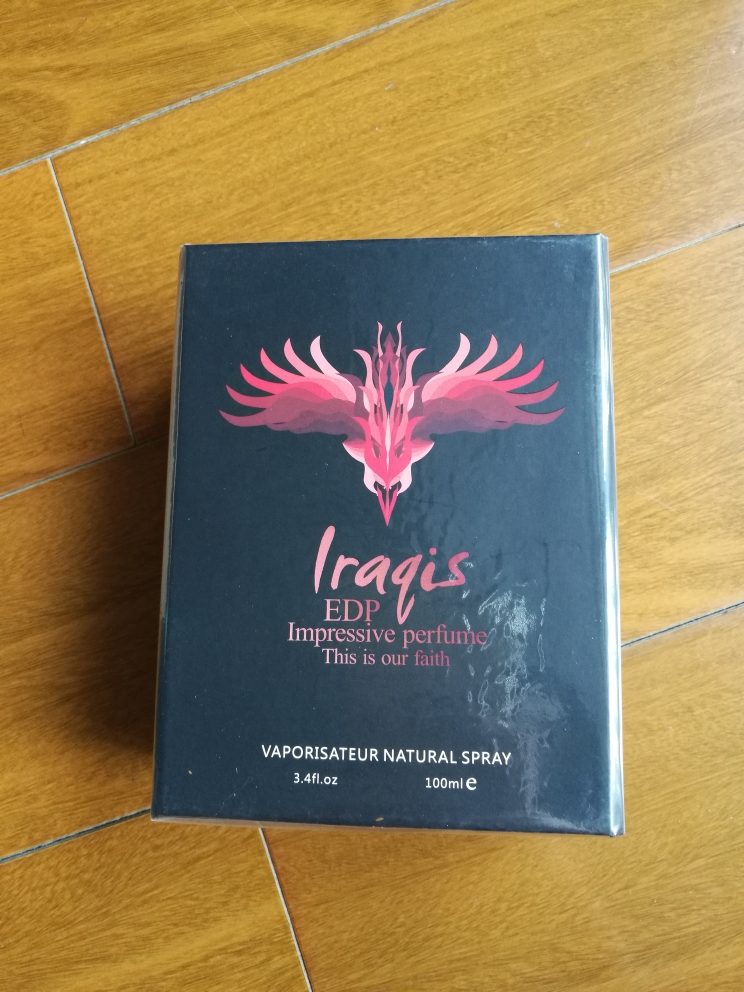 Iraqis
EDP
Impressive perfume
This is our faith
VAPORISATEUR NATURAL SPRAY
3.4fl.oz 100ml e